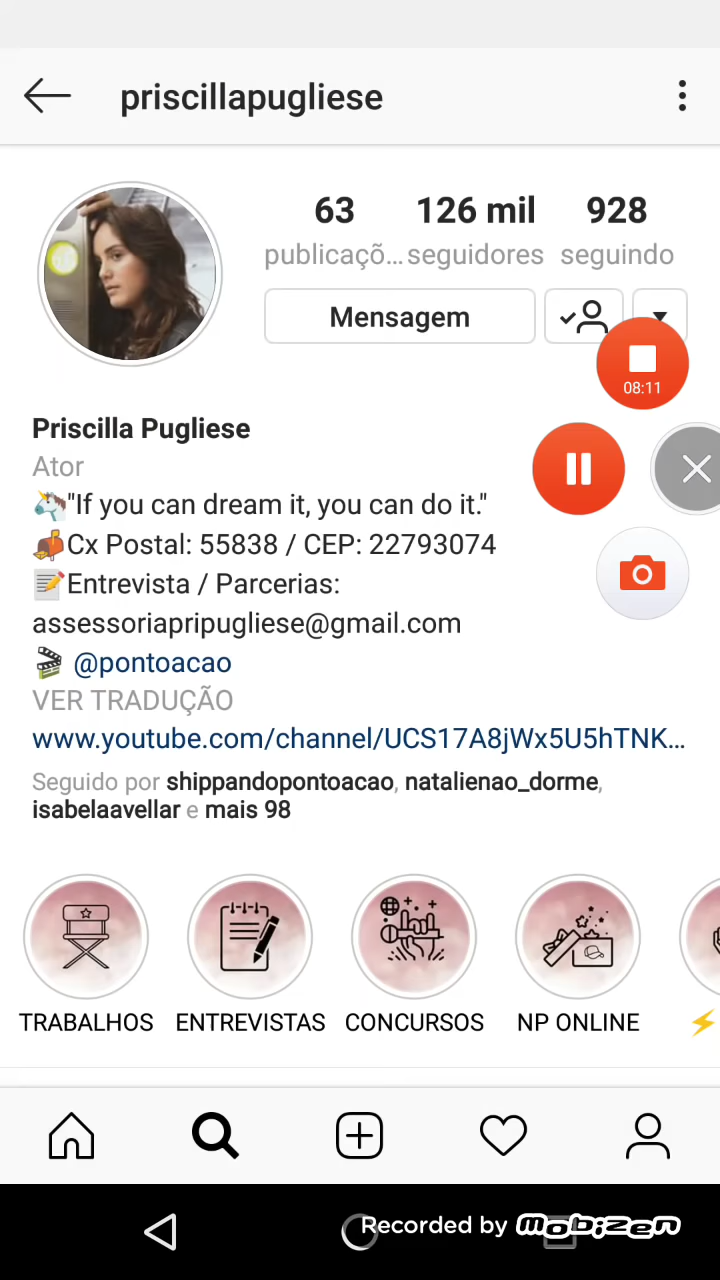 priscillapugliese
63 126 mil 928
publicaçõ... seguidores seguindo
Mensagem
08:11
Priscilla Pugliese
Ator
🦄"If you can dream it, you can do it."
📬Cx Postal: 55838 / CEP: 22793074
📝Entrevista / Parcerias:
assessoriapripugliese@gmail.com
🎬 @pontoacao
VER TRADUÇÃO
www.youtube.com/channel/UCS17A8jWx5U5hTNK...
Seguido por shippandopontoacao, natalienao_dorme,
isabelaavellar e mais 98
TRABALHOS ENTREVISTAS CONCURSOS NP ONLINE ⚡
Recorded by mobizen